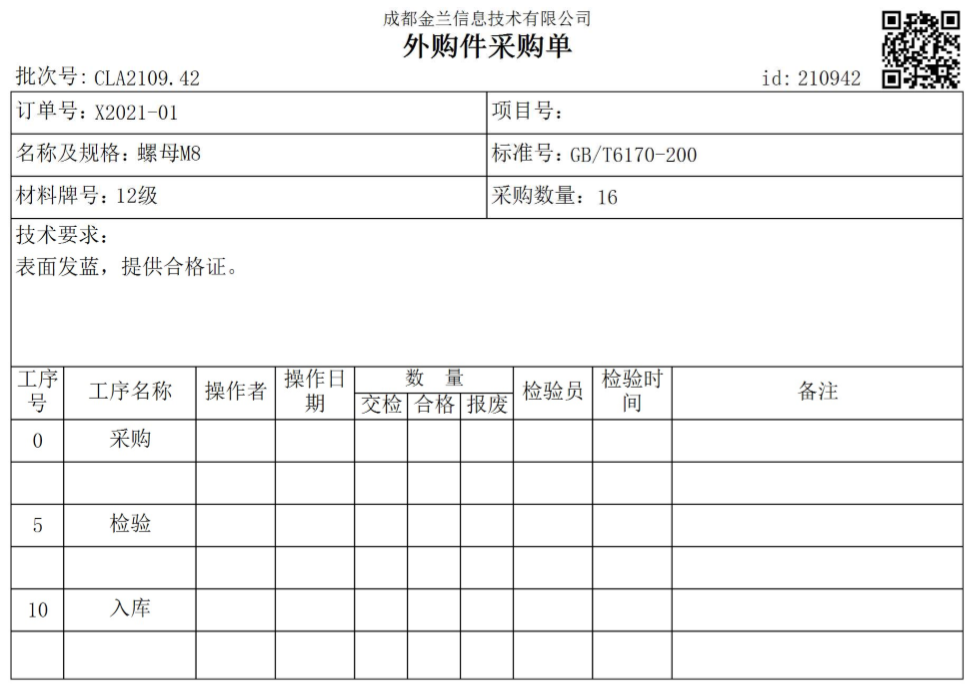 成都金兰信息技术有限公司
外购件采购单
批次号: CLA2109.42 id: 210942
订单号: X2021-01 项目号:
名称及规格: 螺母M8 标准号: GB/T6170-200
材料牌号: 12级 采购数量: 16
技术要求:
表面发蓝, 提供合格证。
工序号 工序名称 操作者 操作日期 数 量 检验员 检验时间 备注
交检 合格 报废
0 采购
5 检验
10 入库